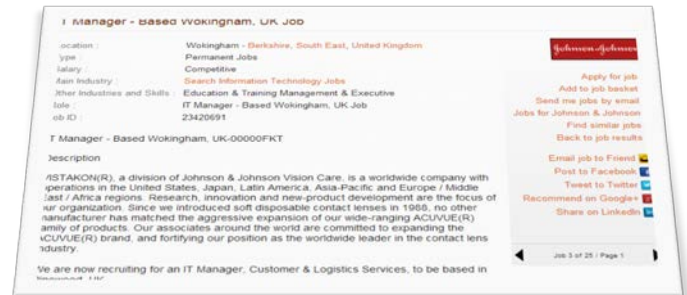 IT Manager - Based Wokingham, UK Job
ocation : Wokingham - Berkshire, South East, United Kingdom
ype : Permanent Jobs
alary : Competitive
Main Industry : Search Information Technology Jobs
Other Industries and Skills : Education & Training Management & Executive
Role : IT Manager - Based Wokingham, UK Job
ob ID : 23420691
IT Manager - Based Wokingham, UK-00000FKT
Description
VISTAKON(R), a division of Johnson & Johnson Vision Care, is a worldwide company with
operations in the United States, Japan, Latin America, Asia-Pacific and Europe / Middle
East / Africa regions. Research, innovation and new-product development are the focus of
our organization. Since we introduced soft disposable contact lenses in 1988, no other
manufacturer has matched the aggressive expansion of our wide-ranging ACUVUE(R)
family of products. Our associates around the world are committed to expanding the
ACUVUE(R) brand, and fortifying our position as the worldwide leader in the contact lens
industry.
We are now recruiting for an IT Manager, Customer & Logistics Services, to be based in
Johnson & Johnson
Apply for job
Add to job basket
Send me jobs by email
Jobs for Johnson & Johnson
Find similar jobs
Back to job results
Email job to Friend
Post to Facebook
Tweet to Twitter
Recommend on Google+
Share on LinkedIn
Job 3 of 25 / Page 1